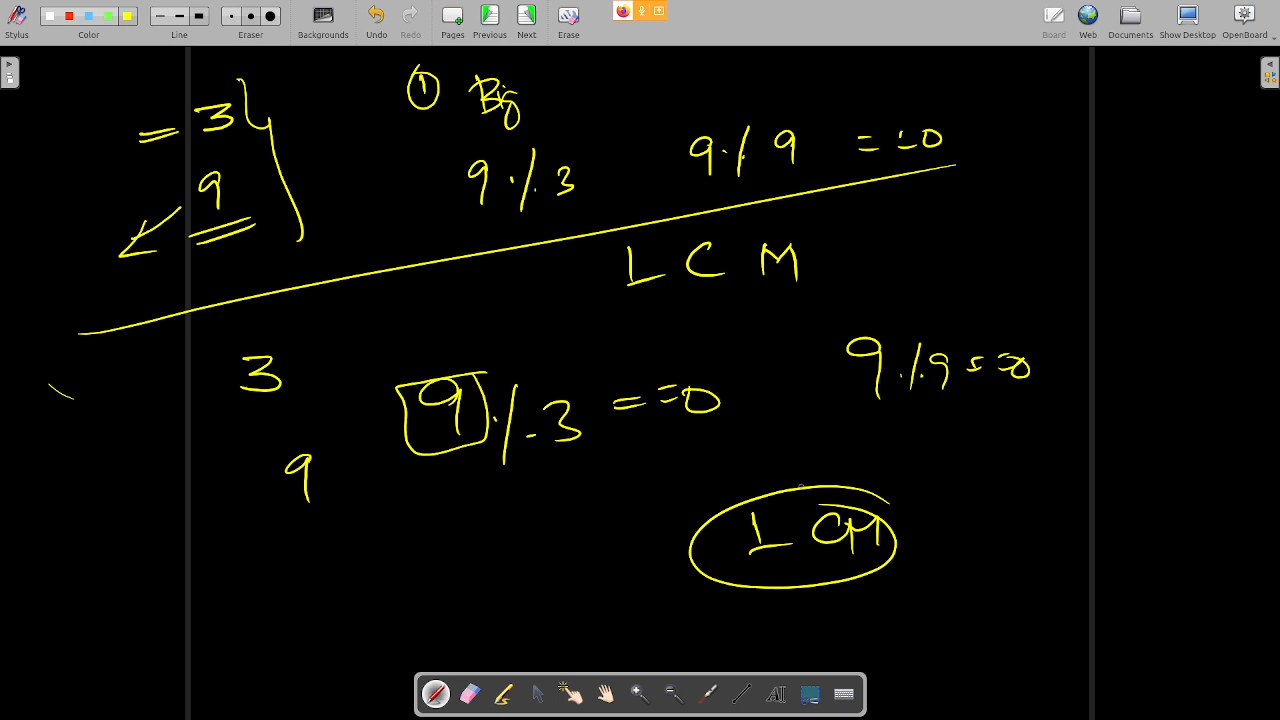 Stylus Color Line Eraser Backgrounds Undo Redo Pages Previous Next Erase Board Web Documents Show Desktop OpenBoard
① Big
= 3
9
9 % 3
9 % 9 == 0
L C M
3
9 % 3 == 0
9 % 9 == 0
9
LCM